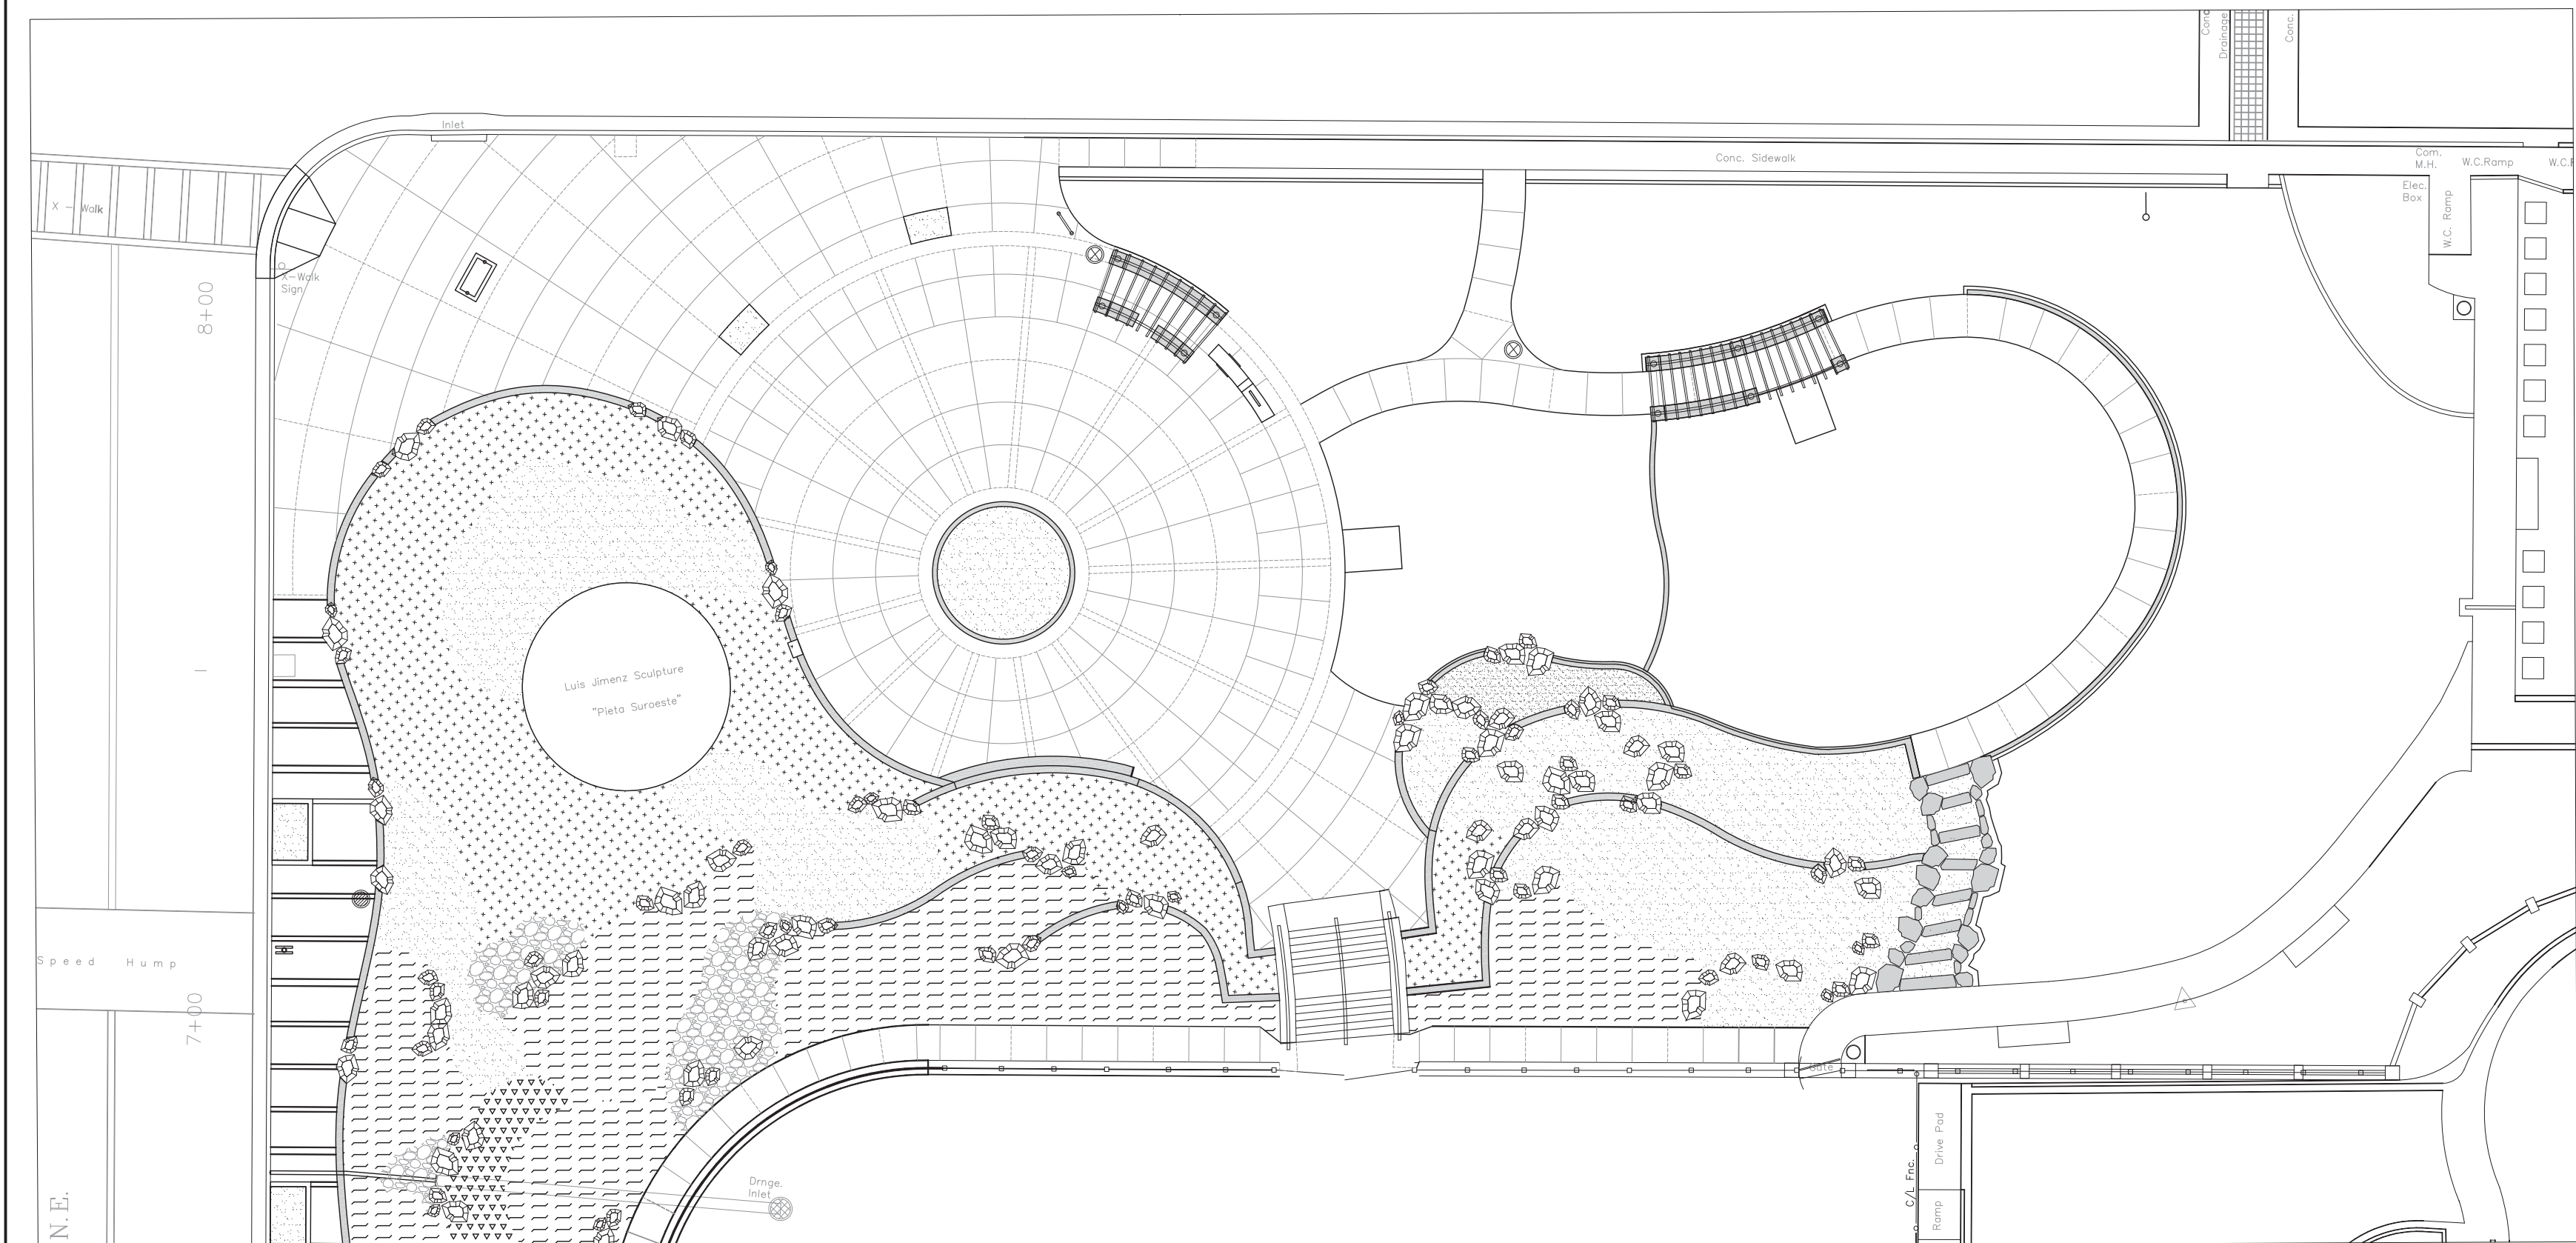 Conc
Drainage
Conc.
Inlet
Conc. Sidewalk
Com.
M.H.
W.C.Ramp
Elec.
Box
W.C. Ramp
X - Walk
X-Walk
Sign
8+00
Luis Jimenz Sculpture
"Pieta Suroeste"
Speed Hump
7+00
Gate
Drive Pad
C/L Fnc.
Ramp
Drnge.
Inlet
N.E.